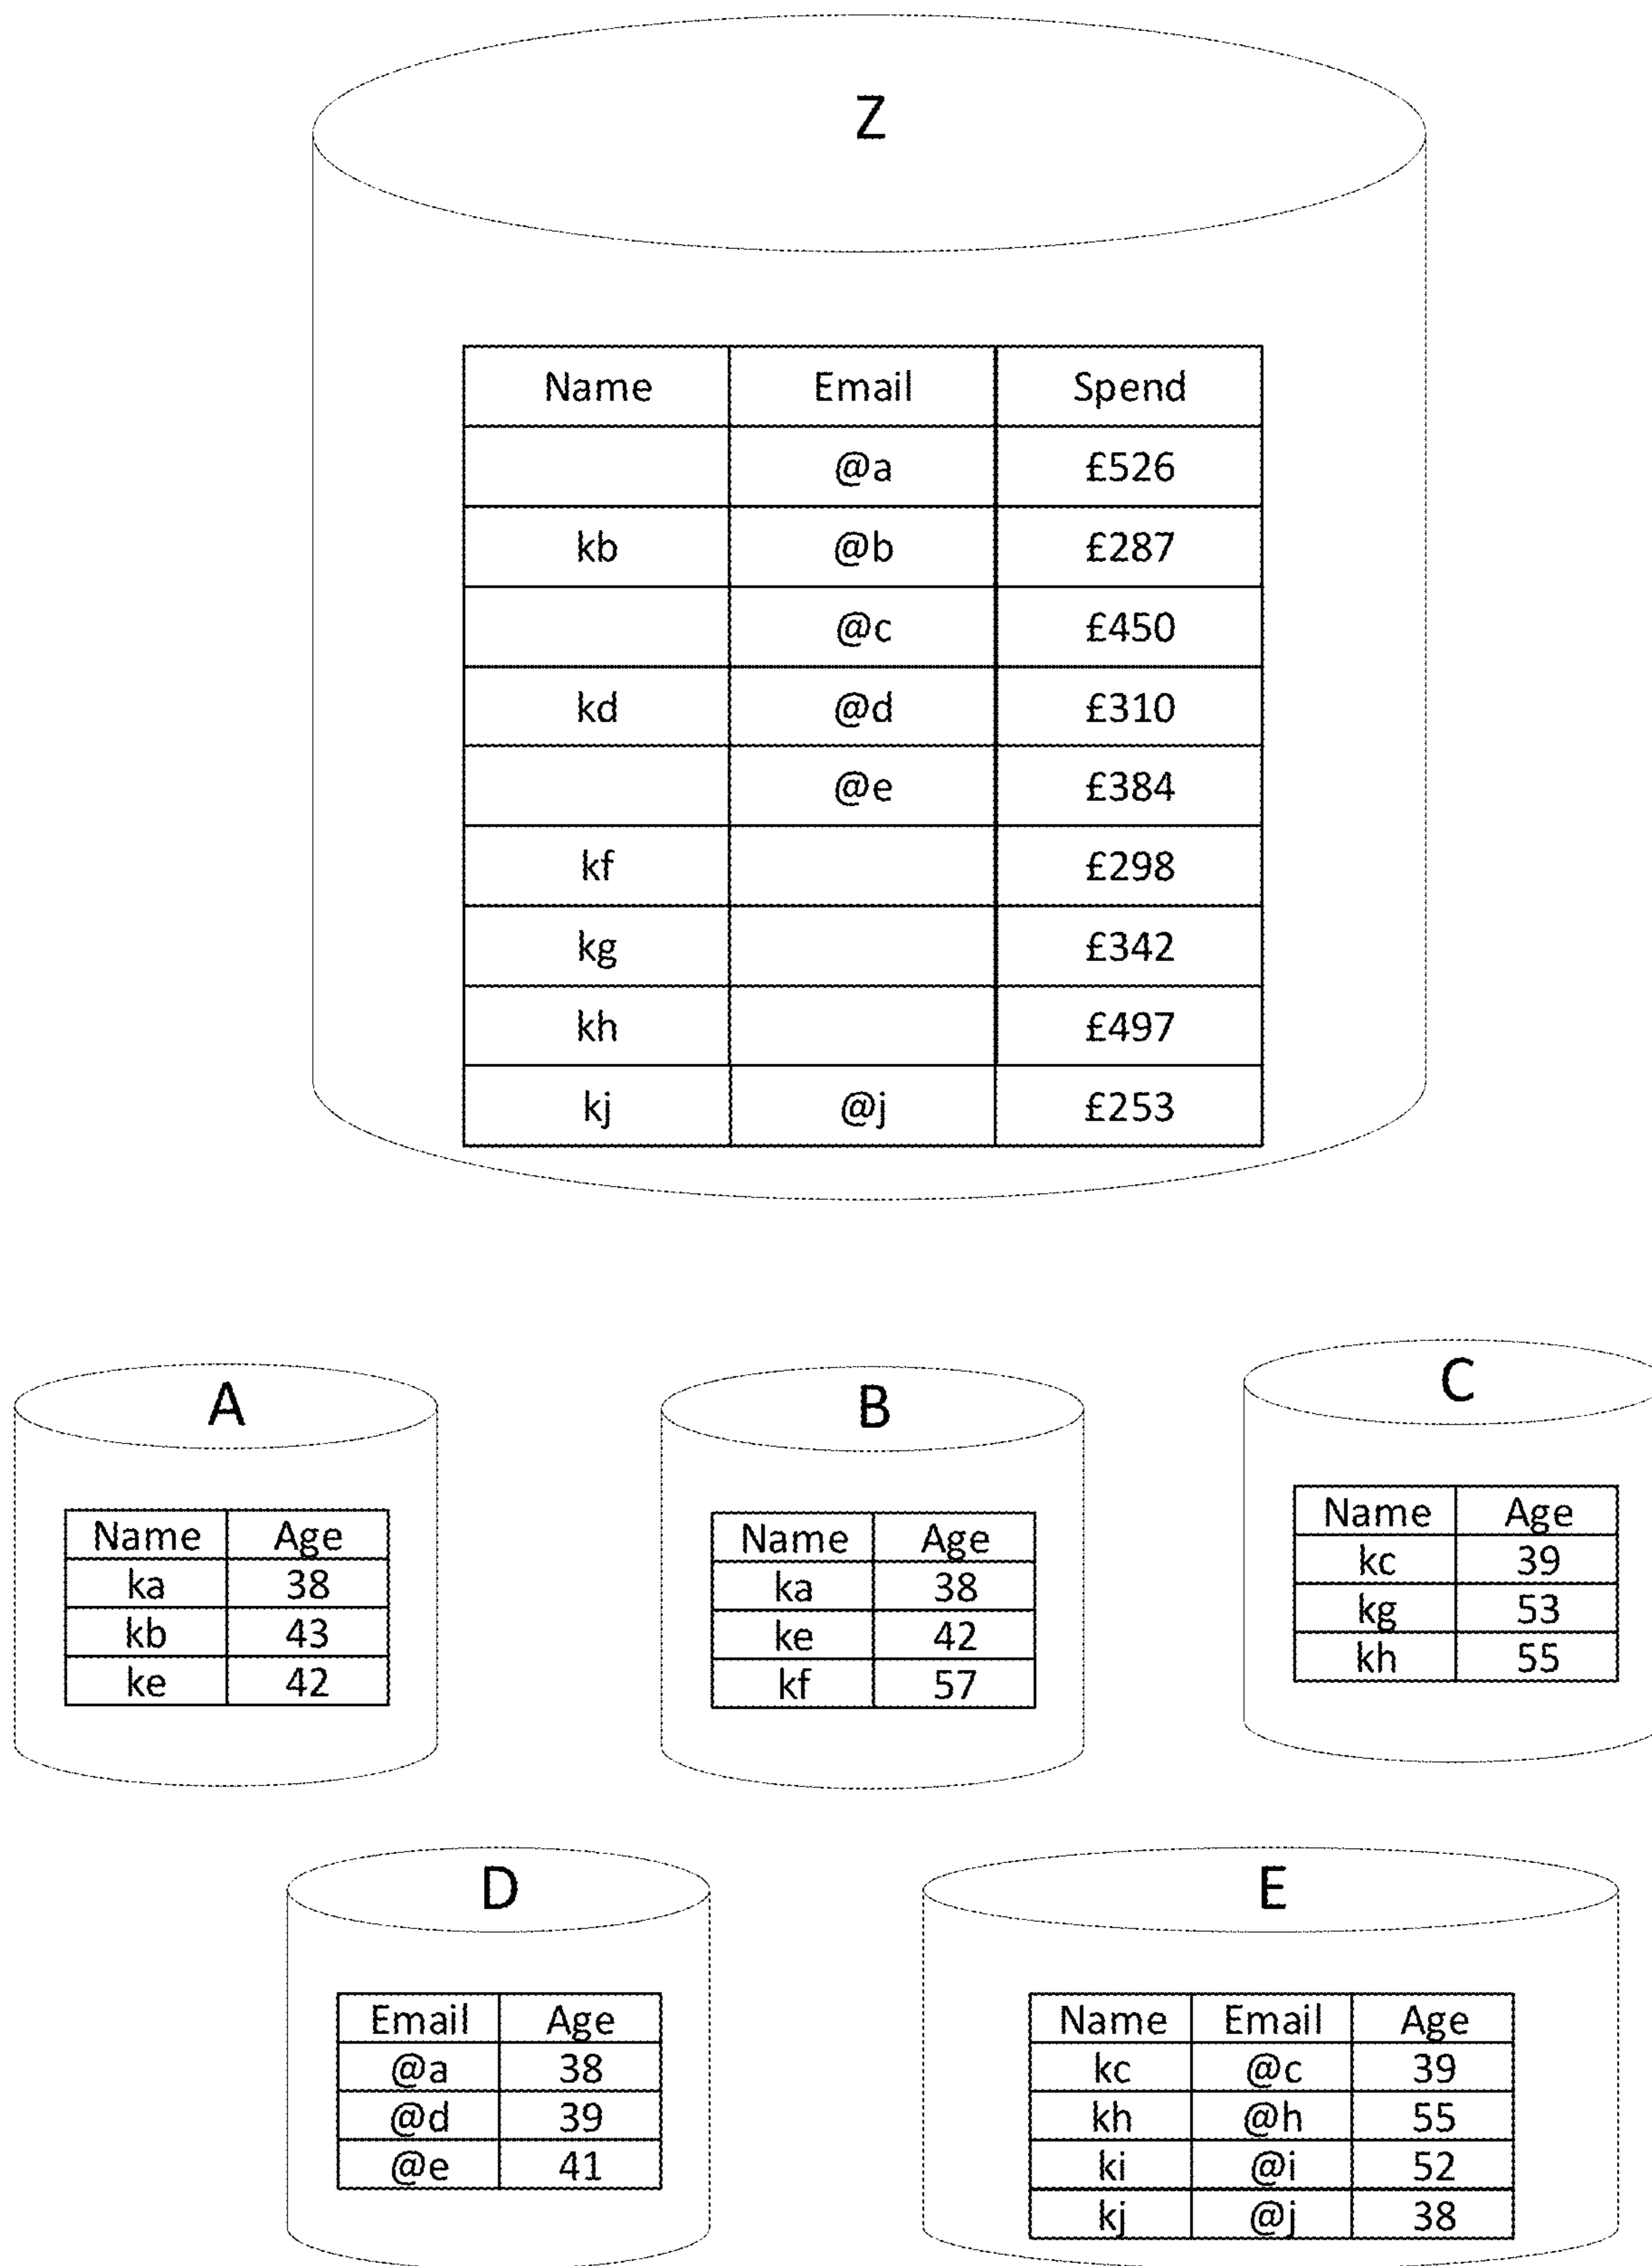 Z
Name Email Spend
@a £526
kb @b £287
@c £450
kd @d £310
@e £384
kf £298
kg £342
kh £497
kj @j £253
A
Name Age
ka 38
kb 43
ke 42
B
Name Age
ka 38
ke 42
kf 57
C
Name Age
kc 39
kg 53
kh 55
D
Email Age
@a 38
@d 39
@e 41
E
Name Email Age
kc @c 39
kh @h 55
ki @i 52
kj @j 38